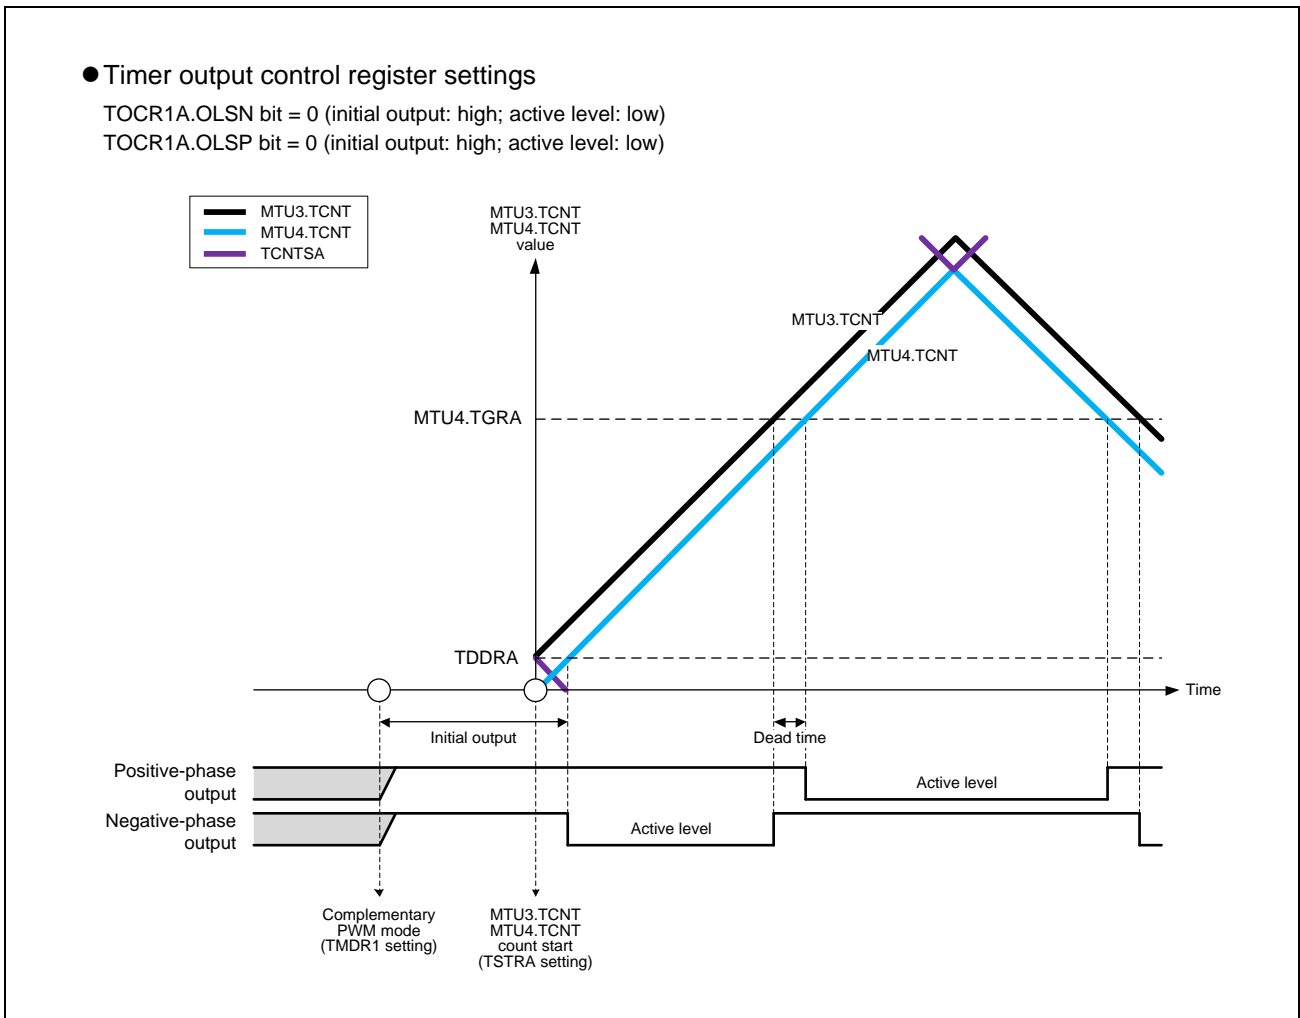 ● Timer output control register settings
TOCR1A.OLSN bit = 0 (initial output: high; active level: low)
TOCR1A.OLSP bit = 0 (initial output: high; active level: low)
MTU3.TCNT
MTU4.TCNT
TCNTSA
MTU3.TCNT
MTU4.TCNT
value
MTU3.TCNT
MTU4.TCNT
MTU4.TGRA
TDDRA
Time
Initial output
Dead time
Positive-phase
output
Active level
Negative-phase
output
Active level
Complementary
PWM mode
(TMDR1 setting)
MTU3.TCNT
MTU4.TCNT
count start
(TSTRA setting)